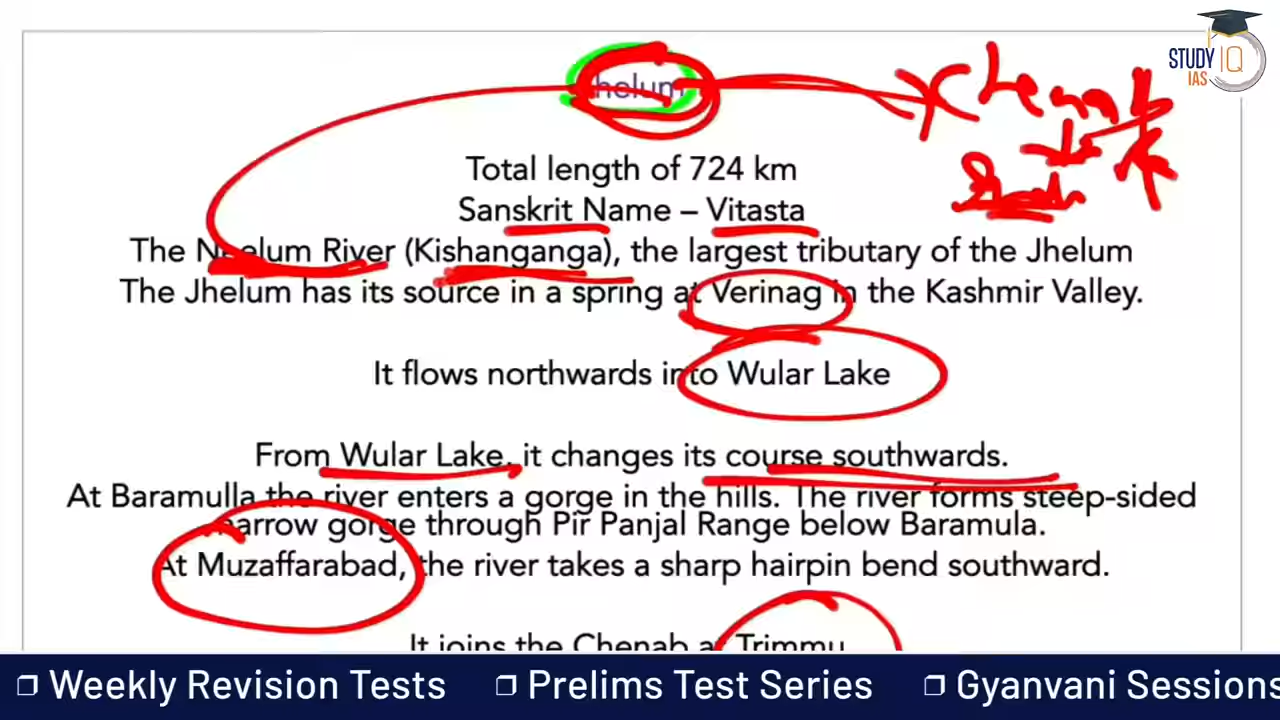 STUDY IQ
IAS
Jhelum
Chenab
Total length of 724 km
Sanskrit Name – Vitasta
The Neelum River (Kishanganga), the largest tributary of the Jhelum
The Jhelum has its source in a spring at Verinag in the Kashmir Valley.
It flows northwards into Wular Lake
From Wular Lake, it changes its course southwards.
At Baramulla the river enters a gorge in the hills. The river forms steep-sided
narrow gorge through Pir Panjal Range below Baramula.
At Muzaffarabad, the river takes a sharp hairpin bend southward.
It joins the Chenab at Trimmu
Weekly Revision Tests
Prelims Test Series
Gyanvani Sessions